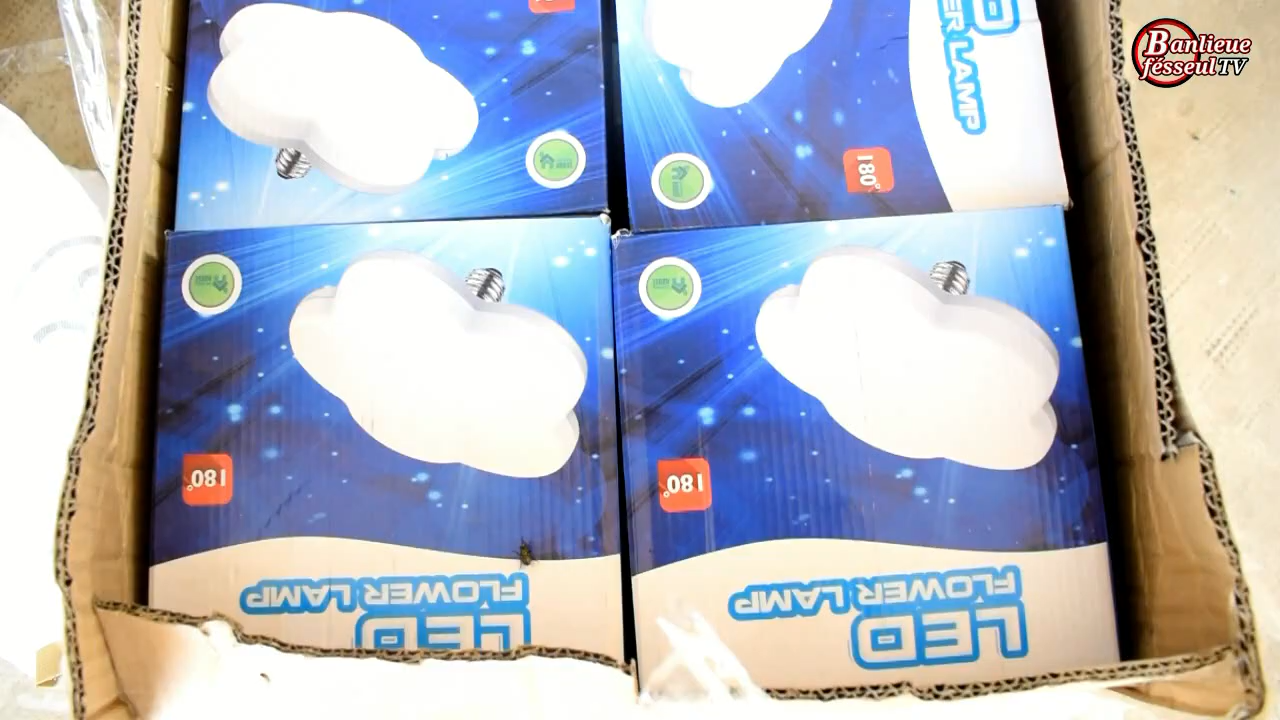 Banlieue
fésseul TV
ER LAMP
180°
180°
180°
FLOWER LAMP
LED
FLOWER LAMP
LED